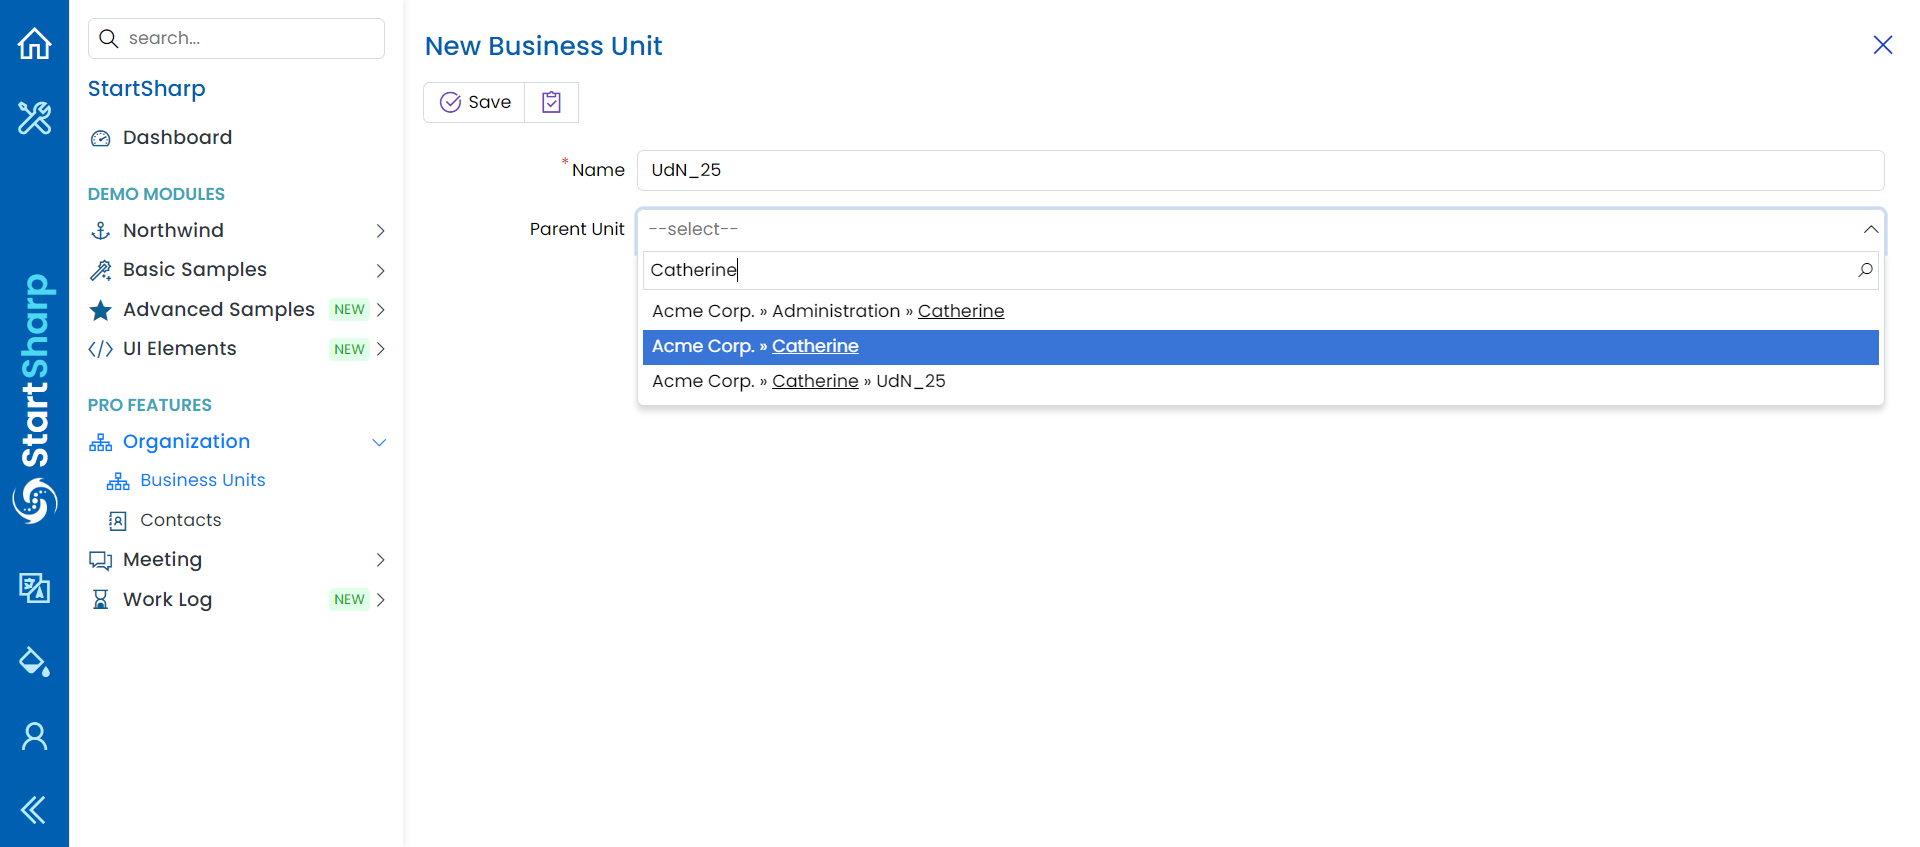 StartSharp
search...
StartSharp
Dashboard
DEMO MODULES
Northwind
Basic Samples
Advanced Samples NEW
UI Elements NEW
PRO FEATURES
Organization
Business Units
Contacts
Meeting
Work Log NEW
New Business Unit
Save
* Name UdN_25
Parent Unit --select--
Catherine
Acme Corp. » Administration » Catherine
Acme Corp. » Catherine
Acme Corp. » Catherine » UdN_25